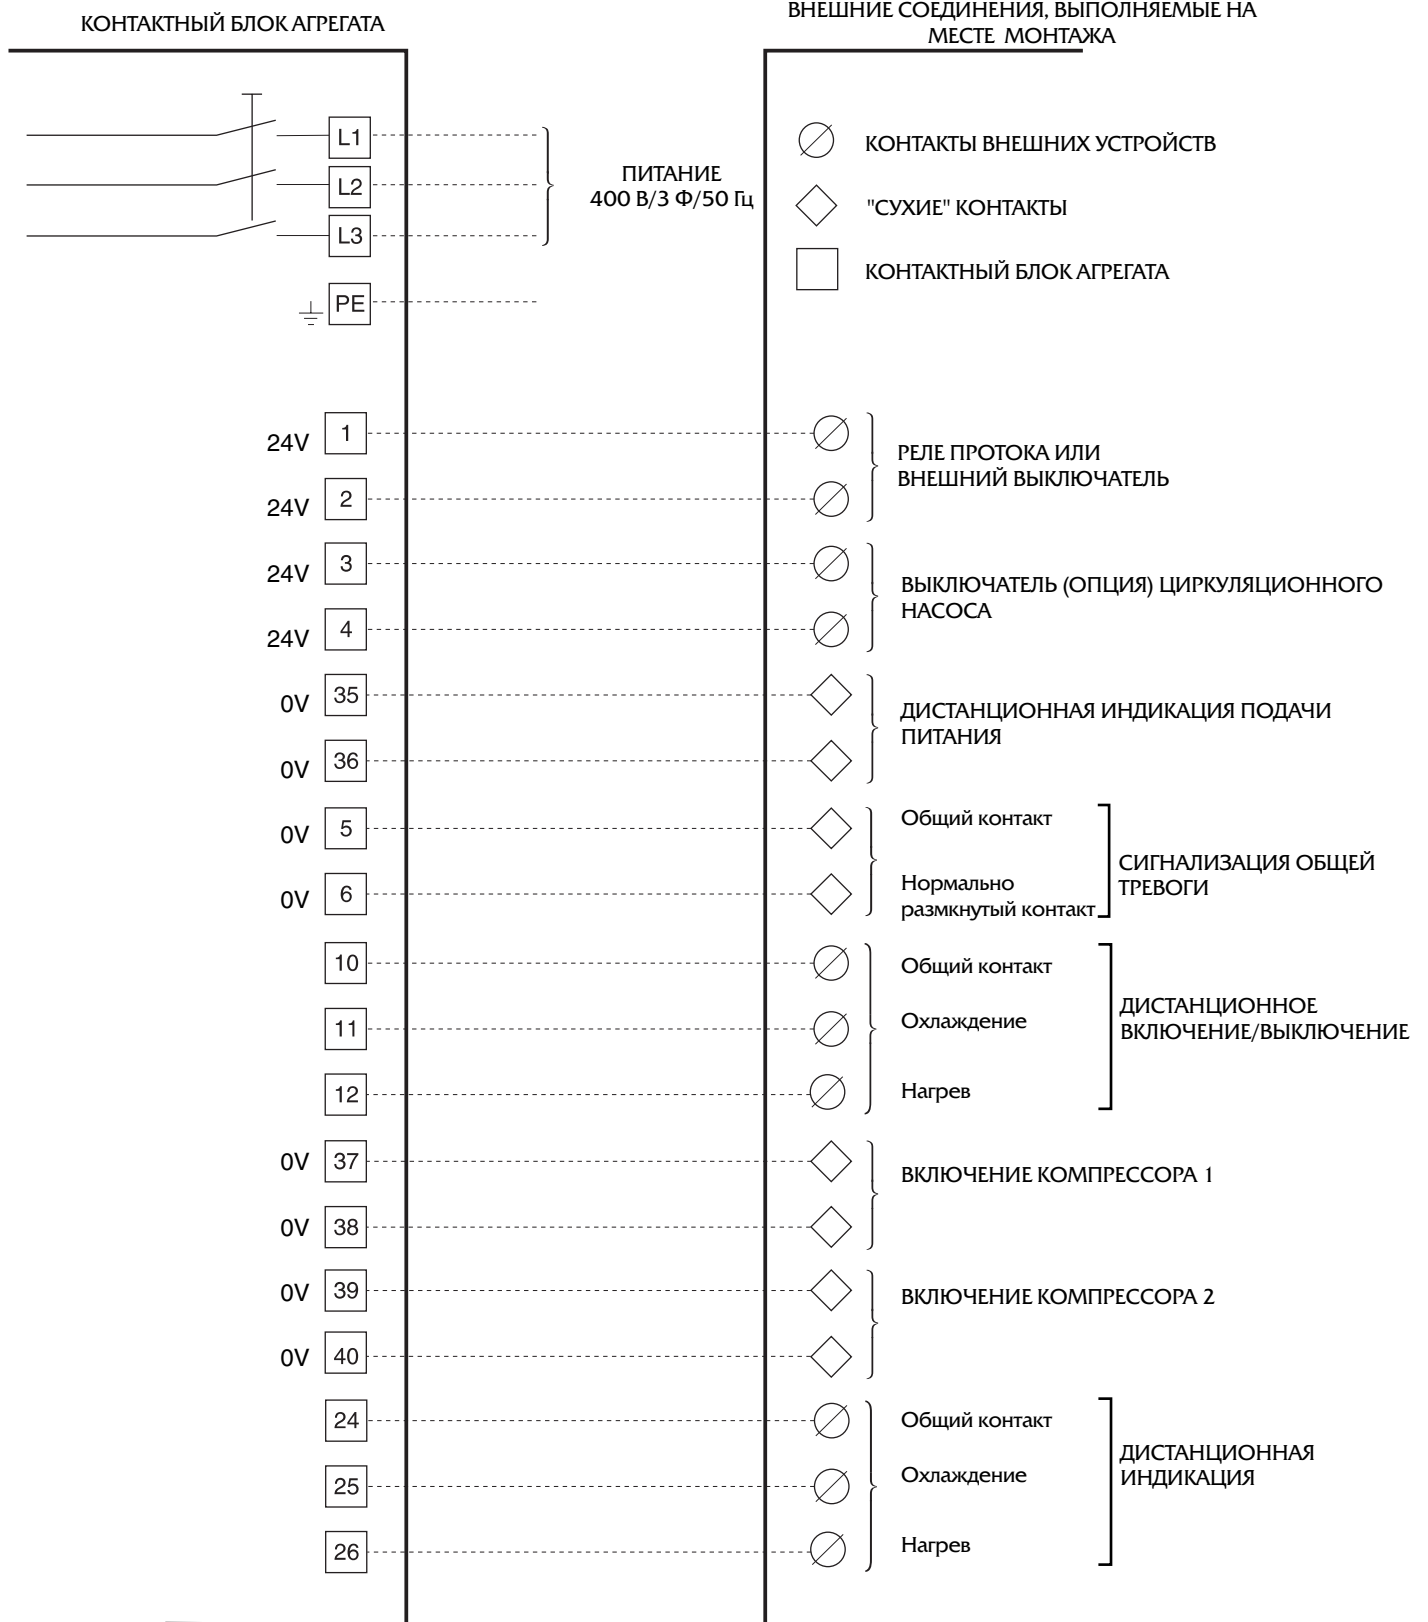 КОНТАКТНЫЙ БЛОК АГРЕГАТА
ВНЕШНИЕ СОЕДИНЕНИЯ, ВЫПОЛНЯЕМЫЕ НА
МЕСТЕ МОНТАЖА
L1
L2
L3
PE
ПИТАНИЕ
400 В/3 Ф/50 Гц
КОНТАКТЫ ВНЕШНИХ УСТРОЙСТВ
"СУХИЕ" КОНТАКТЫ
КОНТАКТНЫЙ БЛОК АГРЕГАТА
24V 1
24V 2
РЕЛЕ ПРОТОКА ИЛИ
ВНЕШНИЙ ВЫКЛЮЧАТЕЛЬ
24V 3
24V 4
ВЫКЛЮЧАТЕЛЬ (ОПЦИЯ) ЦИРКУЛЯЦИОННОГО
НАСОСА
0V 35
0V 36
ДИСТАНЦИОННАЯ ИНДИКАЦИЯ ПОДАЧИ
ПИТАНИЯ
0V 5
Общий контакт
0V 6
Нормально
размкнутый контакт
СИГНАЛИЗАЦИЯ ОБЩЕЙ
ТРЕВОГИ
10
Общий контакт
11
Охлаждение
12
Нагрев
ДИСТАНЦИОННОЕ
ВКЛЮЧЕНИЕ/ВЫКЛЮЧЕНИЕ
0V 37
0V 38
ВКЛЮЧЕНИЕ КОМПРЕССОРА 1
0V 39
0V 40
ВКЛЮЧЕНИЕ КОМПРЕССОРА 2
24
Общий контакт
25
Охлаждение
26
Нагрев
ДИСТАНЦИОННАЯ
ИНДИКАЦИЯ